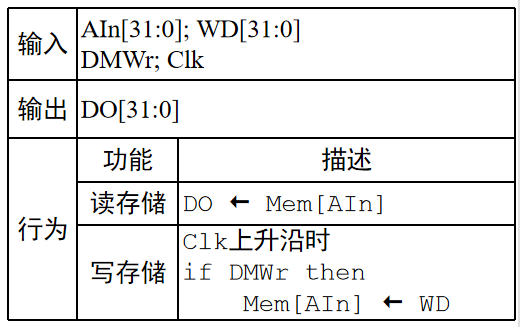 输入
AIn[31:0]; WD[31:0]
DMWr; Clk
输出
DO[31:0]
行为
功能
描述
读存储
DO ← Mem[AIn]
写存储
Clk上升沿时
if DMWr then
Mem[AIn] ← WD